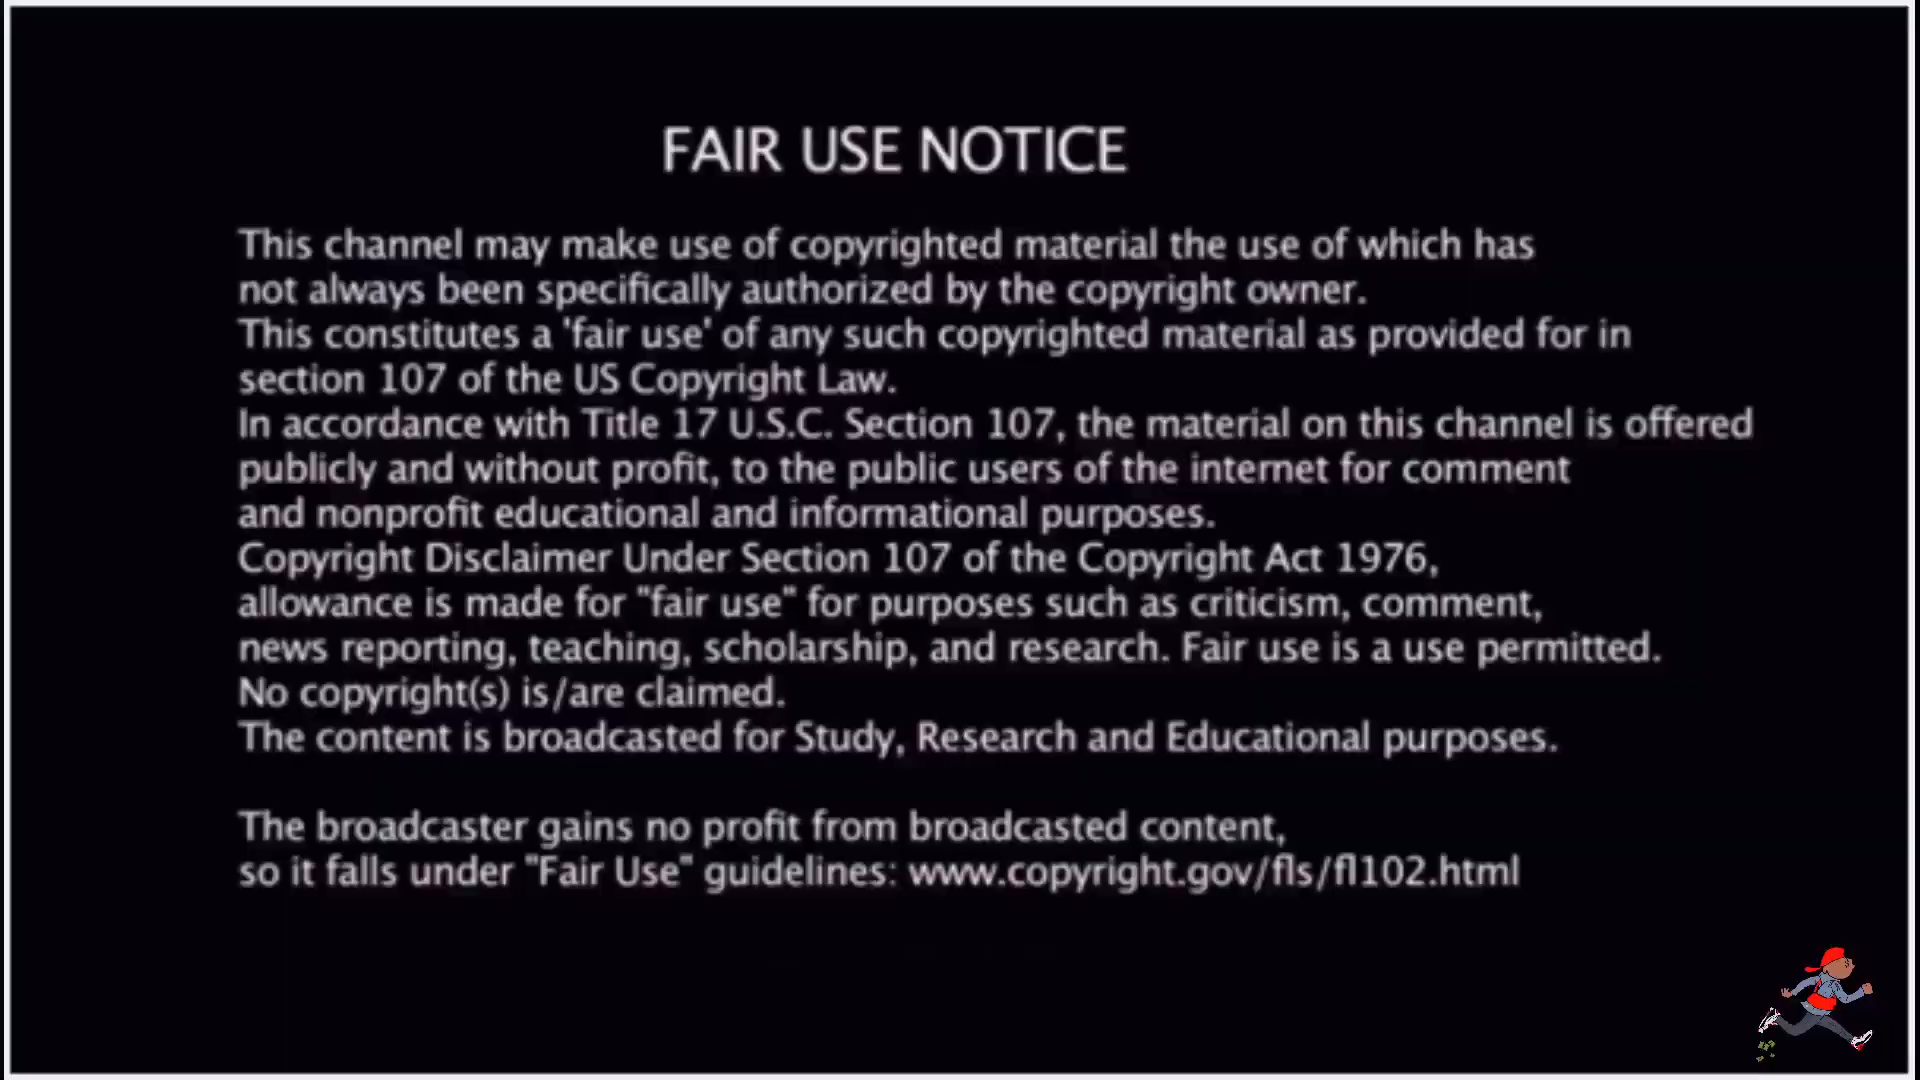 FAIR USE NOTICE
This channel may make use of copyrighted material the use of which has
not always been specifically authorized by the copyright owner.
This constitutes a 'fair use' of any such copyrighted material as provided for in
section 107 of the US Copyright Law.
In accordance with Title 17 U.S.C. Section 107, the material on this channel is offered
publicly and without profit, to the public users of the internet for comment
and nonprofit educational and informational purposes.
Copyright Disclaimer Under Section 107 of the Copyright Act 1976,
allowance is made for "fair use" for purposes such as criticism, comment,
news reporting, teaching, scholarship, and research. Fair use is a use permitted.
No copyright(s) is/are claimed.
The content is broadcasted for Study, Research and Educational purposes.
The broadcaster gains no profit from broadcasted content,
so it falls under "Fair Use" guidelines: www.copyright.gov/fls/fl102.html